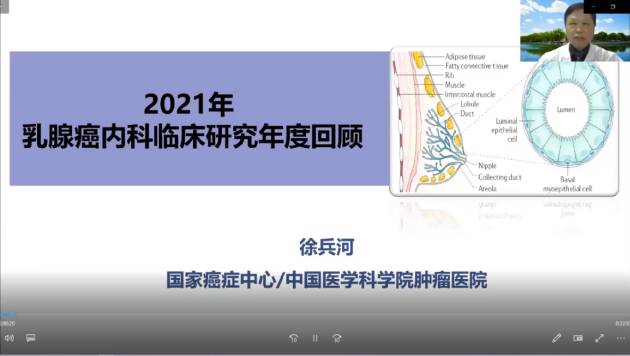 2021年
乳腺癌内科临床研究年度回顾
Adipose tissue
Fatty connective tissue
Rib
Muscle
Intercostal muscle
Lobule
Duct
Luminal
epithelial
cell
Lumen
Nipple
Collecting duct
Areola
Basal
myoepithelial cell
徐兵河
国家癌症中心/中国医学科学院肿瘤医院
10
30